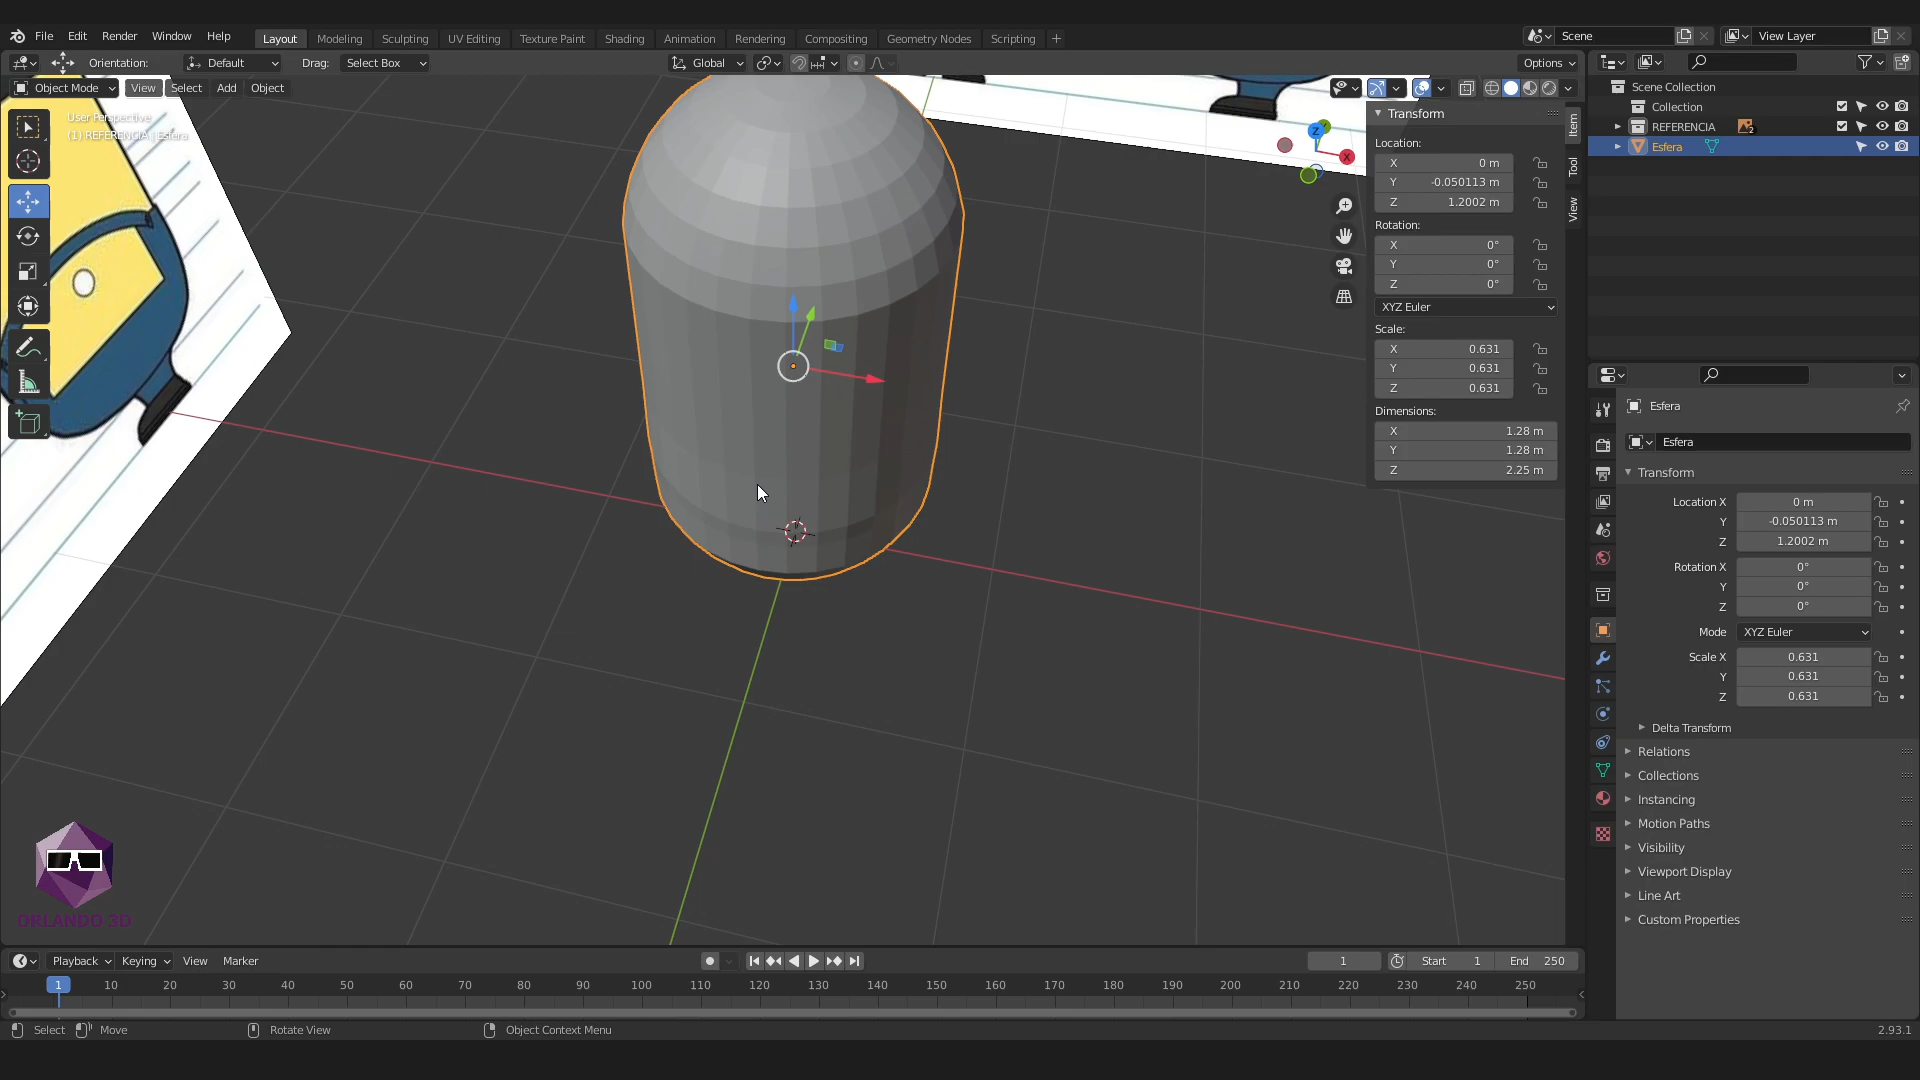 File Edit Render Window Help Layout Modeling Sculpting UV Editing Texture Paint Shading Animation Rendering Compositing Geometry Nodes Scripting + Scene View Layer
Orientation: Default Drag: Select Box Global Options
Object Mode View Select Add Object
User Perspective
(1) REFERENCIA | Esfera
Transform
Location:
X 0 m
Y -0.050113 m
Z 1.2002 m
Rotation:
X 0°
Y 0°
Z 0°
XYZ Euler
Scale:
X 0.631
Y 0.631
Z 0.631
Dimensions:
X 1.28 m
Y 1.28 m
Z 2.25 m
Item
Tool
View
Z
X
Scene Collection
Collection
REFERENCIA 2
Esfera
Esfera
Esfera
Transform
Location X 0 m
Y -0.050113 m
Z 1.2002 m
Rotation X 0°
Y 0°
Z 0°
Mode XYZ Euler
Scale X 0.631
Y 0.631
Z 0.631
Delta Transform
Relations
Collections
Instancing
Motion Paths
Visibility
Viewport Display
Line Art
Custom Properties
ORLANDO 3D
Playback Keying View Marker 1 Start 1 End 250
1 10 20 30 40 50 60 70 80 90 100 110 120 130 140 150 160 170 180 190 200 210 220 230 240 250
Select Move Rotate View Object Context Menu 2.93.1